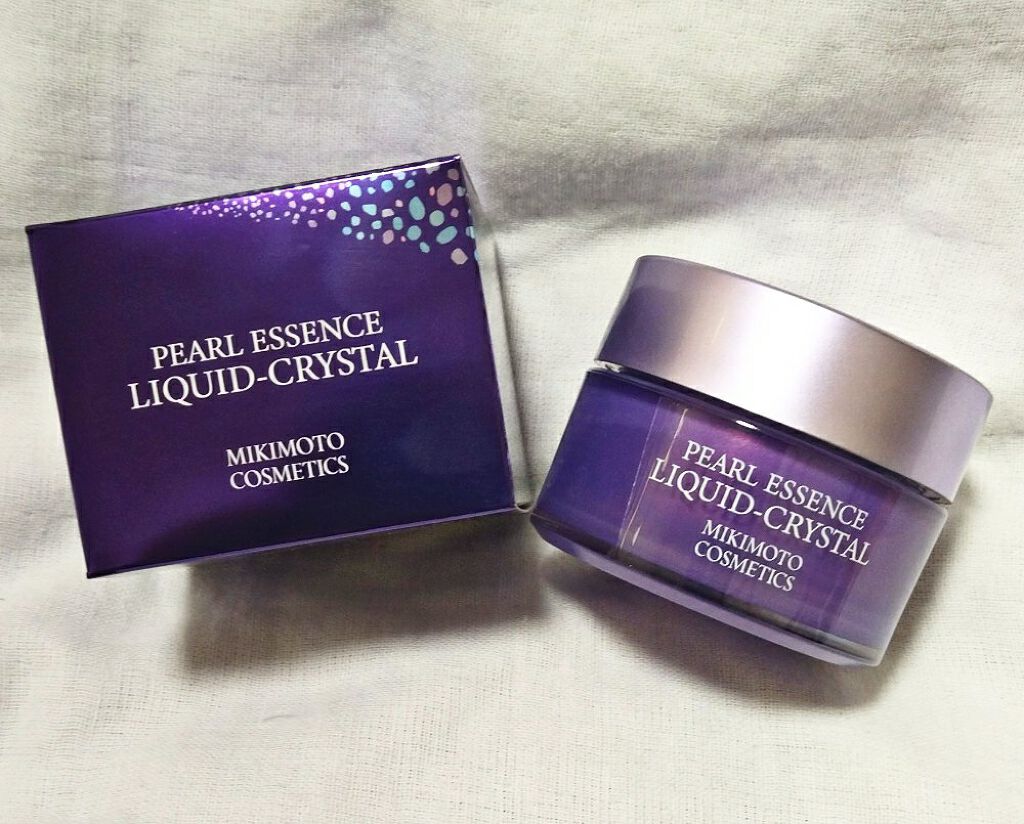 PEARL ESSENCE
LIQUID-CRYSTAL
MIKIMOTO
COSMETICS
PEARL ESSENCE
LIQUID-CRYSTAL
MIKIMOTO
COSMETICS